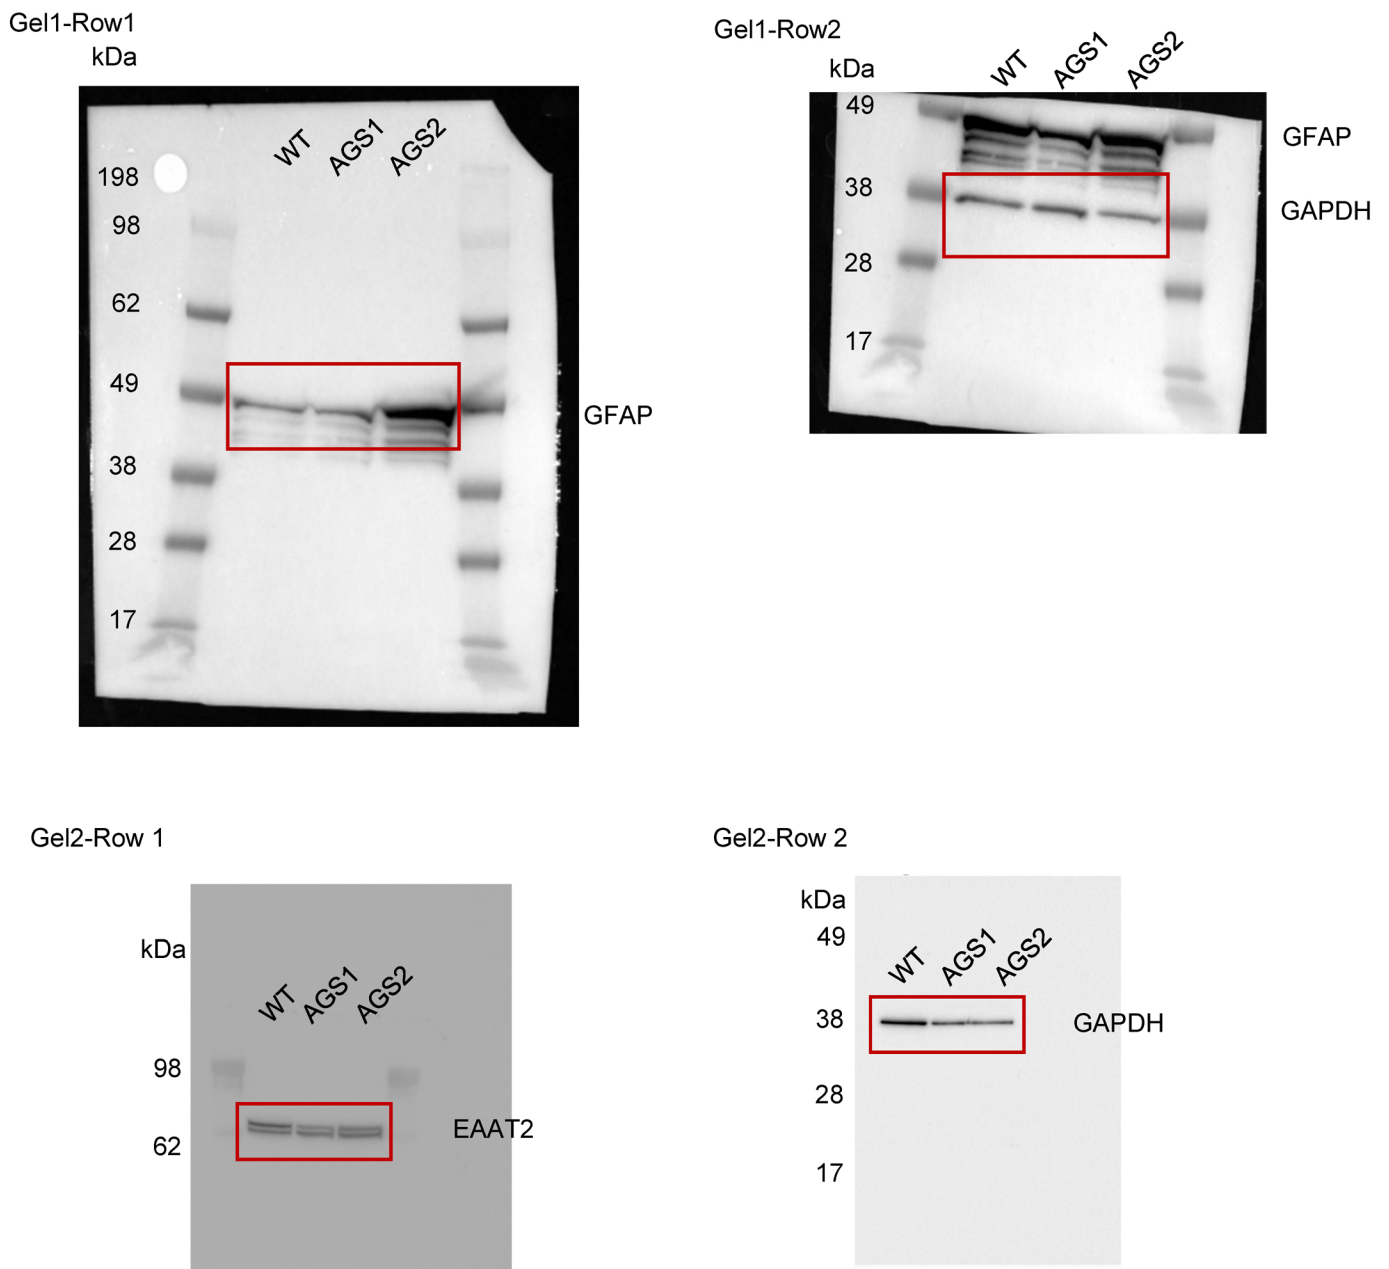 Gel1-Row1
kDa
WT AGS1 AGS2
198
98
62
49
GFAP
38
28
17
Gel1-Row2
kDa
WT AGS1 AGS2
49
GFAP
38
GAPDH
28
17
Gel2-Row 1
kDa
WT AGS1 AGS2
98
EAAT2
62
Gel2-Row 2
kDa
49
WT AGS1 AGS2
38
GAPDH
28
17